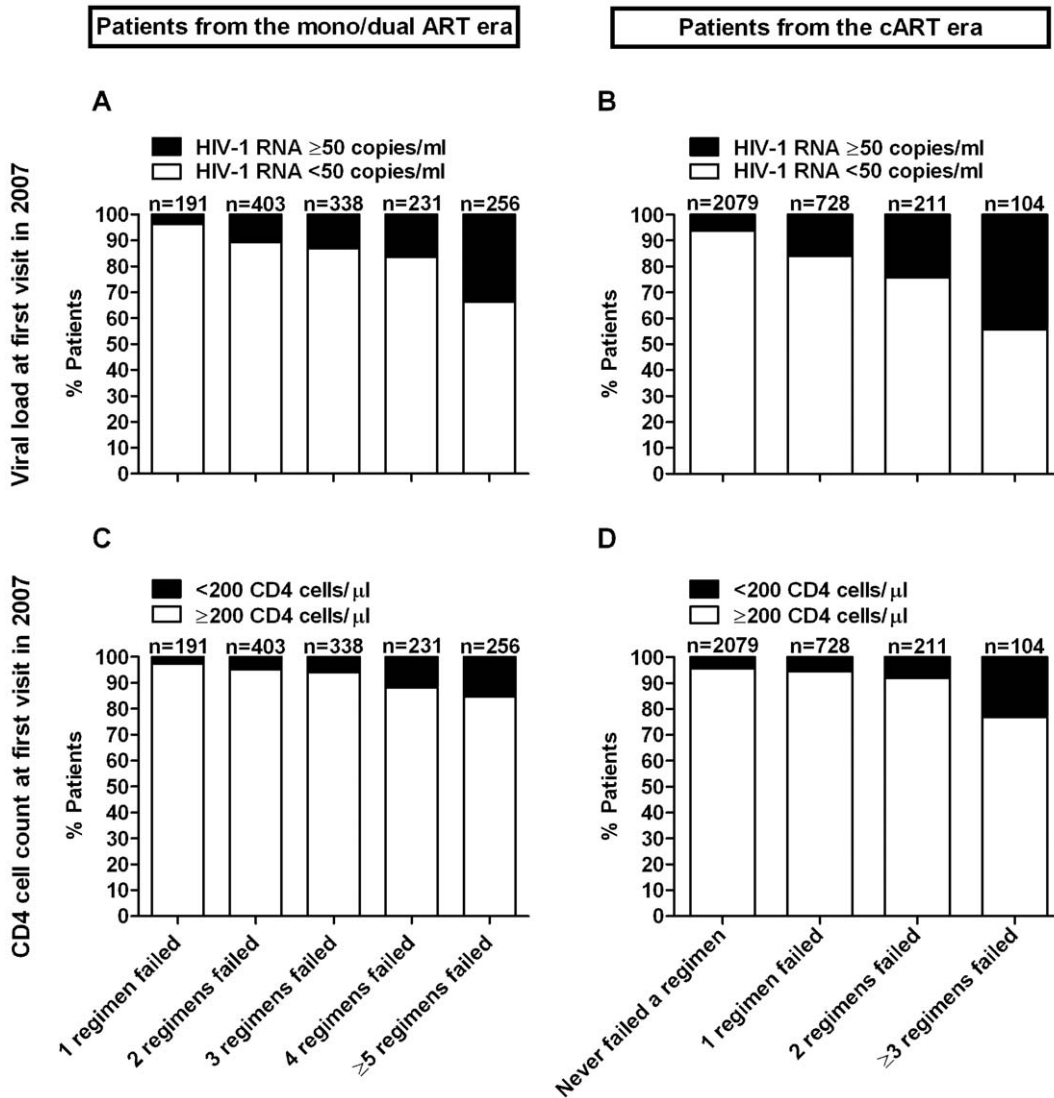 Patients from the mono/dual ART era
Patients from the cART era
A
HIV-1 RNA ≥50 copies/ml
HIV-1 RNA <50 copies/ml
n=191 n=403 n=338 n=231 n=256
100
90
80
70
60
50
40
30
20
10
0
% Patients
Viral load at first visit in 2007
B
HIV-1 RNA ≥50 copies/ml
HIV-1 RNA <50 copies/ml
n=2079 n=728 n=211 n=104
100
90
80
70
60
50
40
30
20
10
0
% Patients
C
<200 CD4 cells/ μl
≥200 CD4 cells/ μl
n=191 n=403 n=338 n=231 n=256
100
90
80
70
60
50
40
30
20
10
0
% Patients
CD4 cell count at first visit in 2007
1 regimen failed
2 regimens failed
3 regimens failed
4 regimens failed
≥5 regimens failed
D
<200 CD4 cells/ μl
≥200 CD4 cells/ μl
n=2079 n=728 n=211 n=104
100
90
80
70
60
50
40
30
20
10
0
% Patients
Never failed a regimen
1 regimen failed
2 regimens failed
≥3 regimens failed